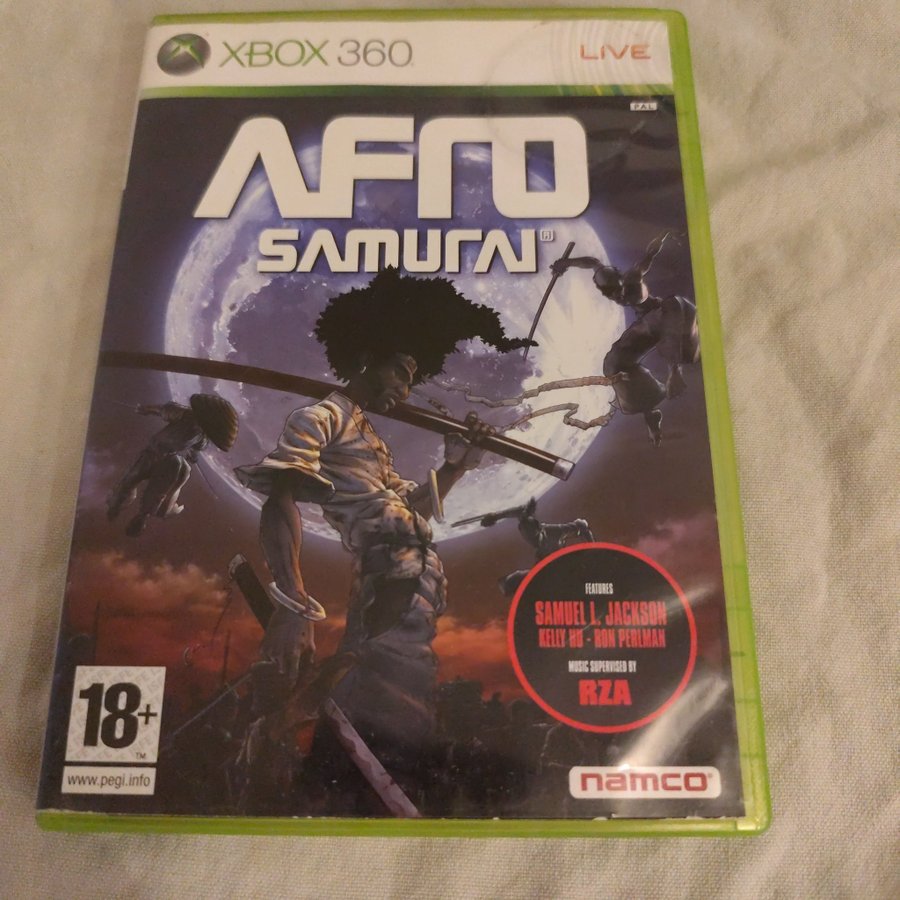 XBOX 360
LIVE
PAL
AFRO
SAMURAI
FEATURES
SAMUEL L. JACKSON
KELLY HU - RON PERLMAN
MUSIC SUPERVISED BY
RZA
18+
TM
www.pegi.info
namco